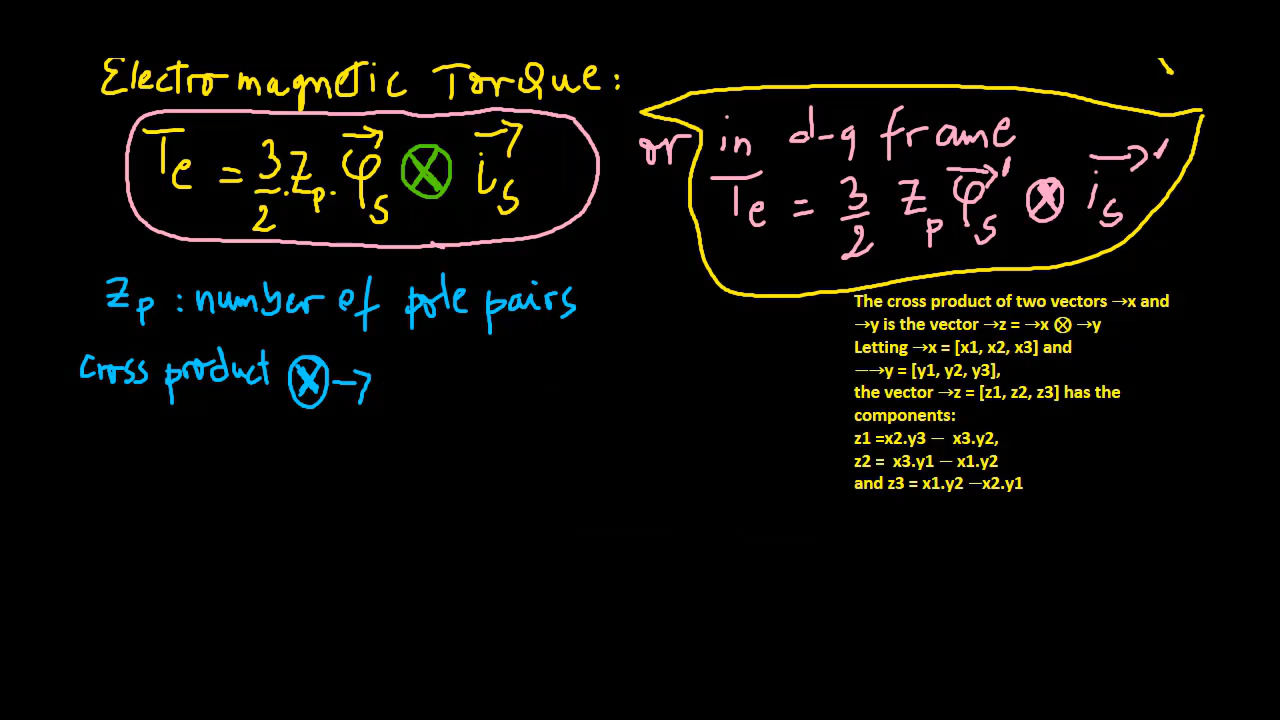 Electromagnetic Torque:
Te = 3/2 . Zp . φs ⊗ is
or in d-q frame
Te = 3/2 Zp φs' ⊗ is'
Zp : number of pole pairs
cross product ⊗ →
The cross product of two vectors →x and
→y is the vector →z = →x ⊗ →y
Letting →x = [x1, x2, x3] and
—→y = [y1, y2, y3],
the vector →z = [z1, z2, z3] has the
components:
z1 =x2.y3 — x3.y2,
z2 = x3.y1 — x1.y2
and z3 = x1.y2 —x2.y1